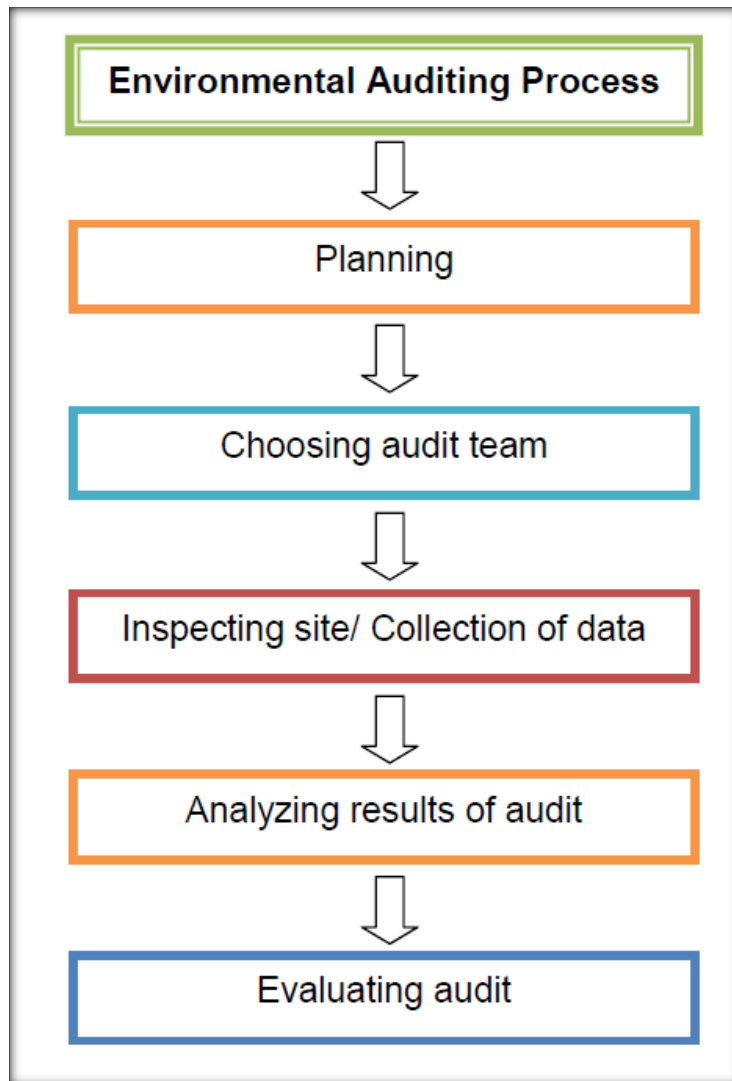 Environmental Auditing Process
Planning
Choosing audit team
Inspecting site/ Collection of data
Analyzing results of audit
Evaluating audit